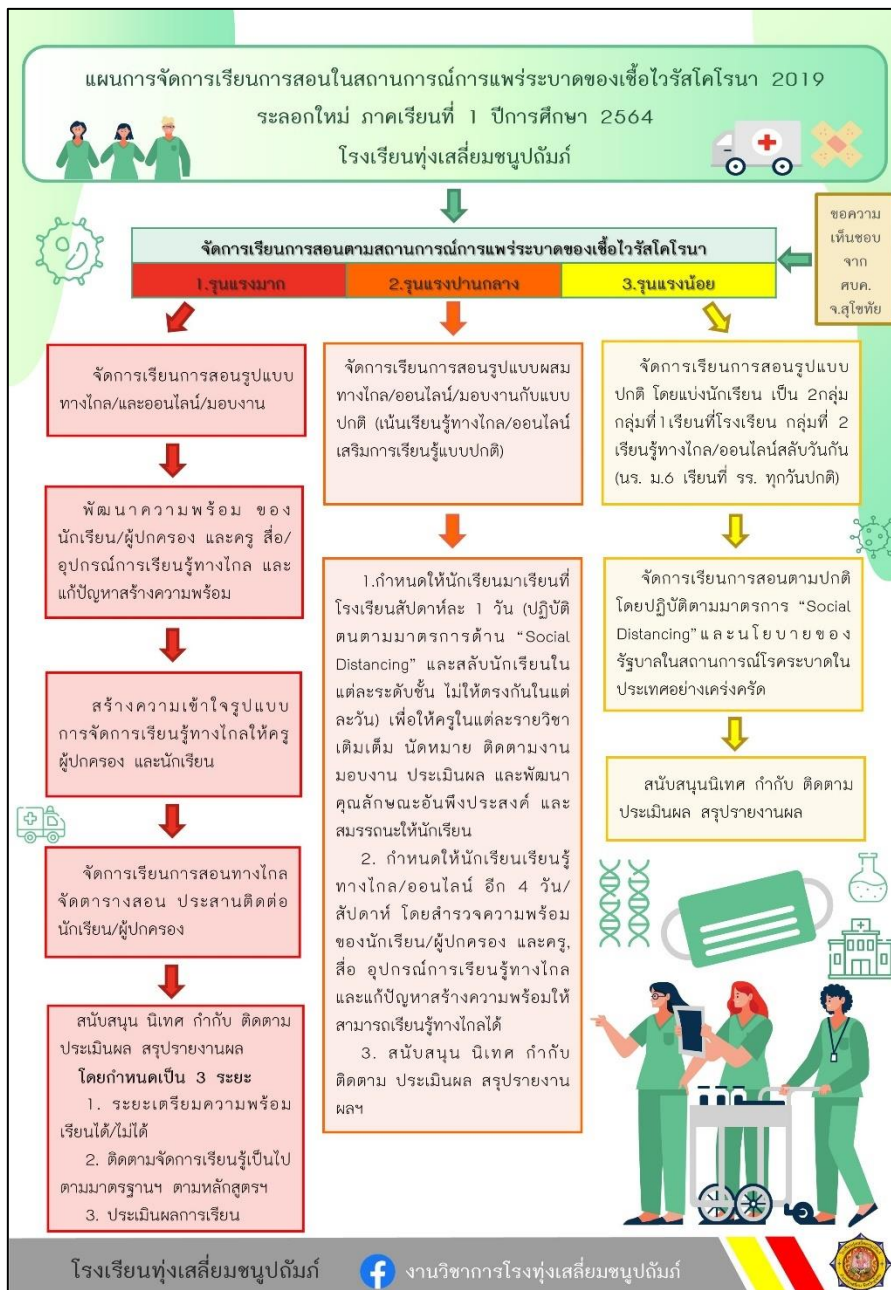 แผนการจัดการเรียนการสอนในสถานการณ์การแพร่ระบาดของเชื้อไวรัสโคโรนา 2019
ระลอกใหม่ ภาคเรียนที่ 1 ปีการศึกษา 2564
โรงเรียนทุ่งเสลี่ยมชนูปถัมภ์
ขอความ
เห็นชอบ
จาก
ศบค.
จ.สุโขทัย
จัดการเรียนการสอนตามสถานการณ์การแพร่ระบาดของเชื้อไวรัสโคโรนา
1.รุนแรงมาก
2.รุนแรงปานกลาง
3.รุนแรงน้อย
จัดการเรียนการสอนรูปแบบ
ทางไกล/และออนไลน์/มอบงาน
พัฒนาความพร้อม ของ
นักเรียน/ผู้ปกครอง และครู สื่อ/
อุปกรณ์การเรียนรู้ทางไกล และ
แก้ปัญหาสร้างความพร้อม
สร้างความเข้าใจรูปแบบ
การจัดการเรียนรู้ทางไกลให้ครู
ผู้ปกครอง และนักเรียน
จัดการเรียนการสอนทางไกล
จัดตารางสอน ประสานติดต่อ
นักเรียน/ผู้ปกครอง
สนับสนุน นิเทศ กำกับ ติดตาม
ประเมินผล สรุปรายงานผล
โดยกำหนดเป็น 3 ระยะ
1. ระยะเตรียมความพร้อม
เรียนได้/ไม่ได้
2. ติดตามจัดการเรียนรู้เป็นไป
ตามมาตรฐานฯ ตามหลักสูตรฯ
3. ประเมินผลการเรียน
จัดการเรียนการสอนรูปแบบผสม
ทางไกล/ออนไลน์/มอบงานกับแบบ
ปกติ (เน้นเรียนรู้ทางไกล/ออนไลน์
เสริมการเรียนรู้แบบปกติ)
1.กำหนดให้นักเรียนมาเรียนที่
โรงเรียนสัปดาห์ละ 1 วัน (ปฏิบัติ
ตนตามมาตรการด้าน “Social
Distancing” และสลับนักเรียนใน
แต่ละระดับชั้น ไม่ให้ตรงกันในแต่
ละวัน) เพื่อให้ครูในแต่ละรายวิชา
เติมเต็ม นัดหมาย ติดตามงาน
มอบงาน ประเมินผล และพัฒนา
คุณลักษณะอันพึงประสงค์ และ
สมรรถนะให้นักเรียน
2. กำหนดให้นักเรียนเรียนรู้
ทางไกล/ออนไลน์ อีก 4 วัน/
สัปดาห์ โดยสำรวจความพร้อม
ของนักเรียน/ผู้ปกครอง และครู,
สื่อ อุปกรณ์การเรียนรู้ทางไกล
และแก้ปัญหาสร้างความพร้อมให้
สามารถเรียนรู้ทางไกลได้
3. สนับสนุน นิเทศ กำกับ
ติดตาม ประเมินผล สรุปรายงาน
ผลฯ
จัดการเรียนการสอนรูปแบบ
ปกติ โดยแบ่งนักเรียน เป็น 2กลุ่ม
กลุ่มที่1เรียนที่โรงเรียน กลุ่มที่ 2
เรียนรู้ทางไกล/ออนไลน์สลับวันกัน
(นร. ม.6 เรียนที่ รร. ทุกวันปกติ)
จัดการเรียนการสอนตามปกติ
โดยปฏิบัติตามมาตรการ “Social
Distancing”และนโยบายของ
รัฐบาลในสถานการณ์โรคระบาดใน
ประเทศอย่างเคร่งครัด
สนับสนุนนิเทศ กำกับ ติดตาม
ประเมินผล สรุปรายงานผล
โรงเรียนทุ่งเสลี่ยมชนูปถัมภ์
งานวิชาการโรงทุ่งเสลี่ยมชนูปถัมภ์